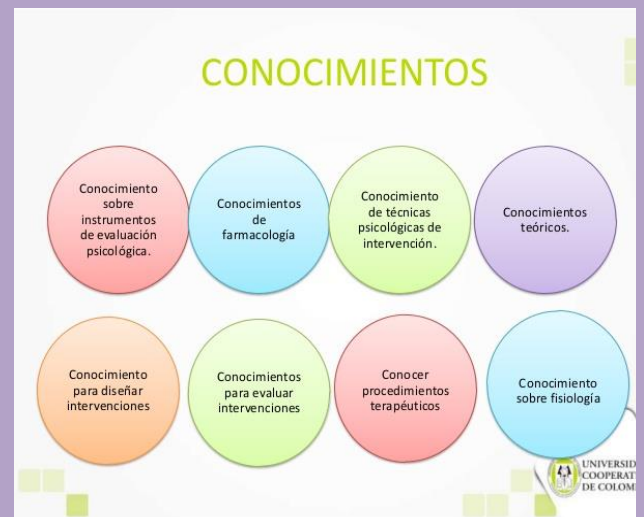 CONOCIMIENTOS
Conocimiento
sobre
instrumentos
de evaluación
psicológica.
Conocimientos
de
farmacología
Conocimiento
de técnicas
psicológicas de
intervención.
Conocimientos
teóricos.
Conocimiento
para diseñar
intervenciones
Conocimientos
para evaluar
intervenciones
Conocer
procedimientos
terapéuticos
Conocimiento
sobre fisiología
UNIVERSID
COOPERAT
DE COLOM